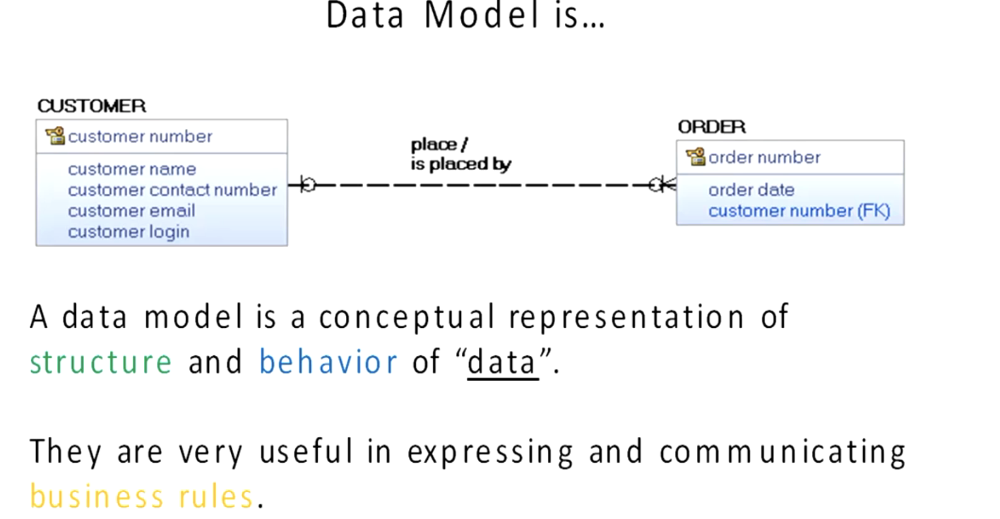 Data Model is...
CUSTOMER
customer number
customer name
customer contact number
customer email
customer login
place /
is placed by
ORDER
order number
order date
customer number (FK)
A data model is a conceptual representation of
structure and behavior of “data”.
They are very useful in expressing and communicating
business rules.